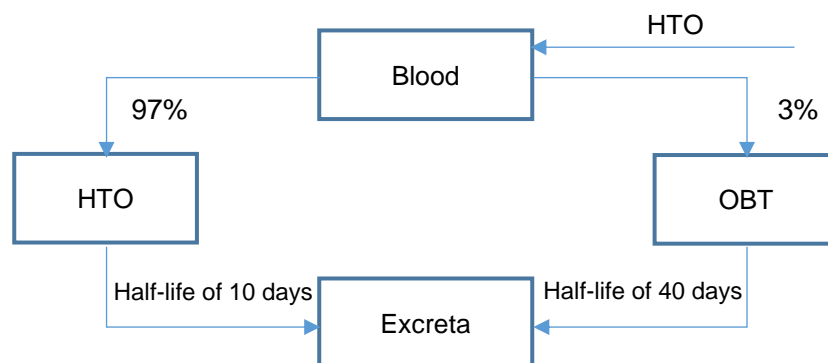 HTO
Blood
97%
3%
HTO
OBT
Half-life of 10 days
Half-life of 40 days
Excreta